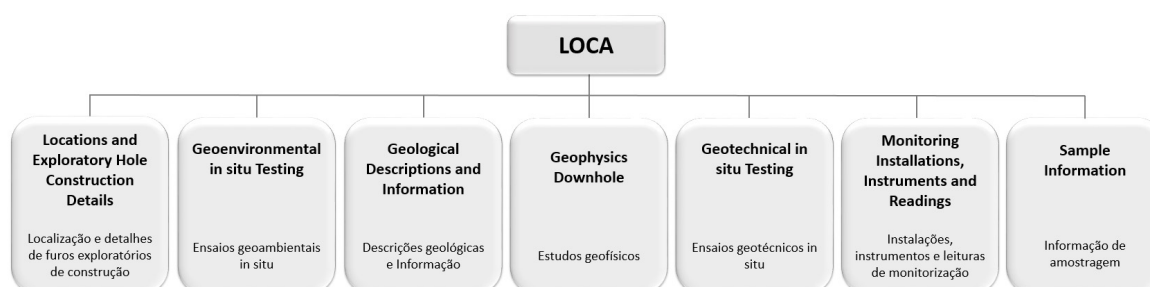 LOCA
Locations and
Exploratory Hole
Construction
Details
Localização e detalhes
de furos exploratórios
de construção
Geoenvironmental
in situ Testing
Ensaios geoambientais
in situ
Geological
Descriptions and
Information
Descrições geológicas
e Informação
Geophysics
Downhole
Estudos geofísicos
Geotechnical in
situ Testing
Ensaios geotécnicos in
situ
Monitoring
Installations,
Instruments and
Readings
Instalações,
instrumentos e leituras
de monitorização
Sample
Information
Informação de
amostragem